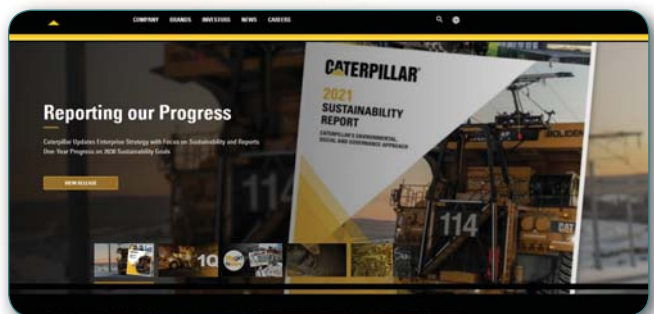 COMPANY BRANDS INVESTORS NEWS CAREERS
Reporting our Progress
Caterpillar Updates Enterprise Strategy with Focus on Sustainability and Reports
One-Year Progress on 2030 Sustainability Goals
VIEW RELEASE
CATERPILLAR®
2021
SUSTAINABILITY
REPORT
CATERPILLAR'S ENVIRONMENTAL,
SOCIAL AND GOVERNANCE APPROACH
BOLIDEN
114
114
CAT
1Q